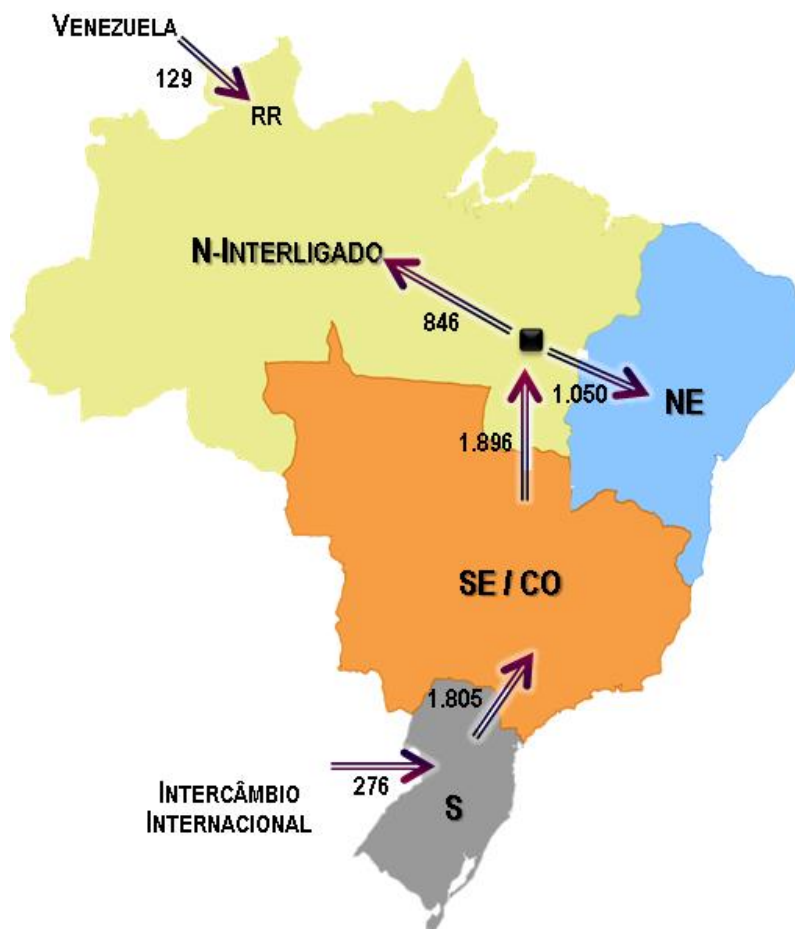 VENEZUELA
129
RR
N-INTERLIGADO
846
1.050
NE
1.896
SE / CO
1.805
276
INTERCÂMBIO
INTERNACIONAL
S